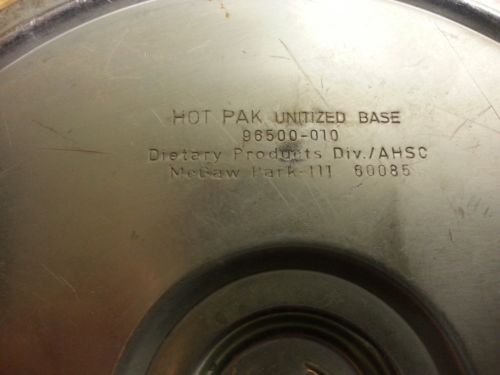 HOT PAK UNITIZED BASE
96500-010
Dietary Products Div./AHSC
McGaw Park-Ill 60085